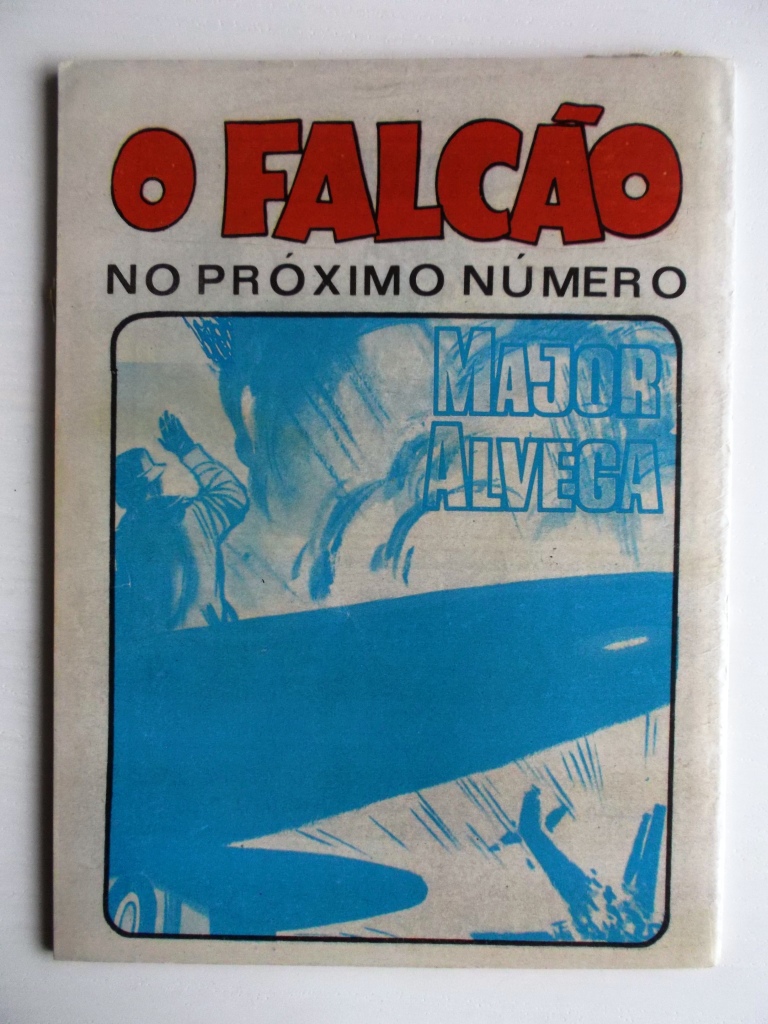 O FALCÃO
NO PRÓXIMO NÚMERO
MAJOR
ALVEGA